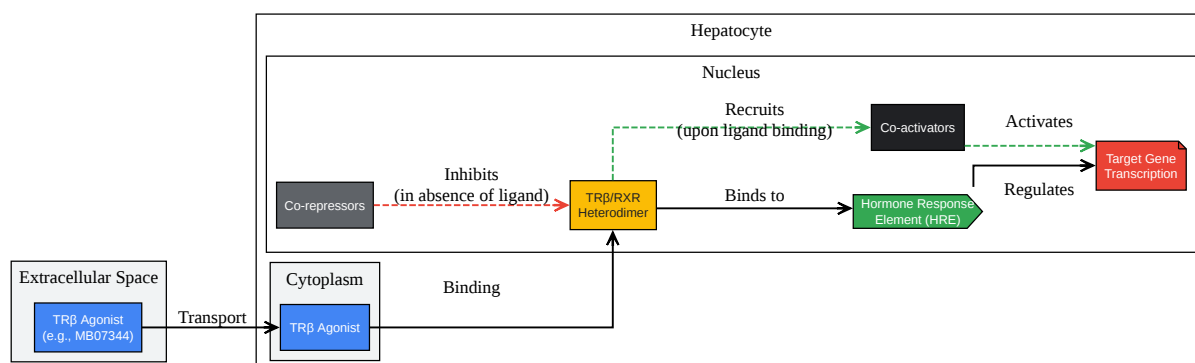 Hepatocyte
Nucleus
Recruits
(upon ligand binding)
Co-activators
Activates
Target Gene
Transcription
Inhibits
(in absence of ligand)
Co-repressors
TRβ/RXR
Heterodimer
Binds to
Hormone Response
Element (HRE)
Regulates
Extracellular Space
TRβ Agonist
(e.g., MB07344)
Transport
Cytoplasm
TRβ Agonist
Binding